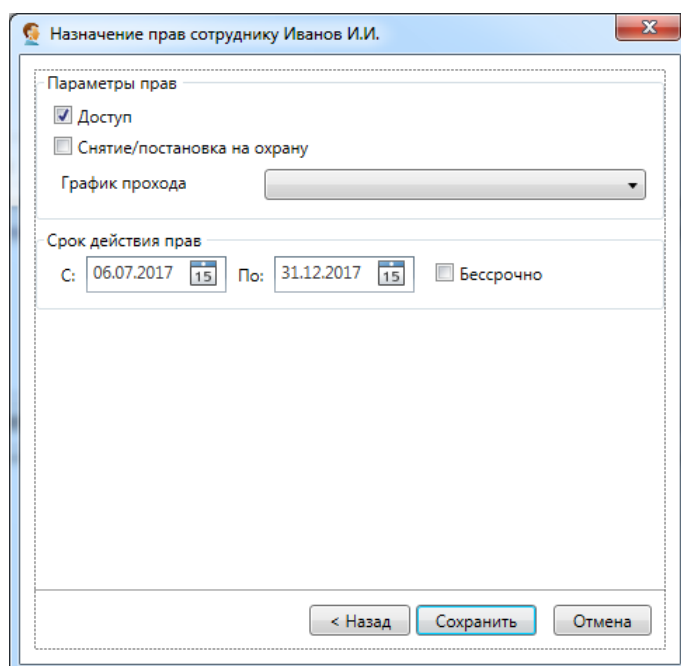 Назначение прав сотруднику Иванов И.И.
x
Параметры прав
Доступ
Снятие/постановка на охрану
График прохода
Срок действия прав
С: 06.07.2017 15 По: 31.12.2017 15 Бессрочно
< Назад Сохранить Отмена